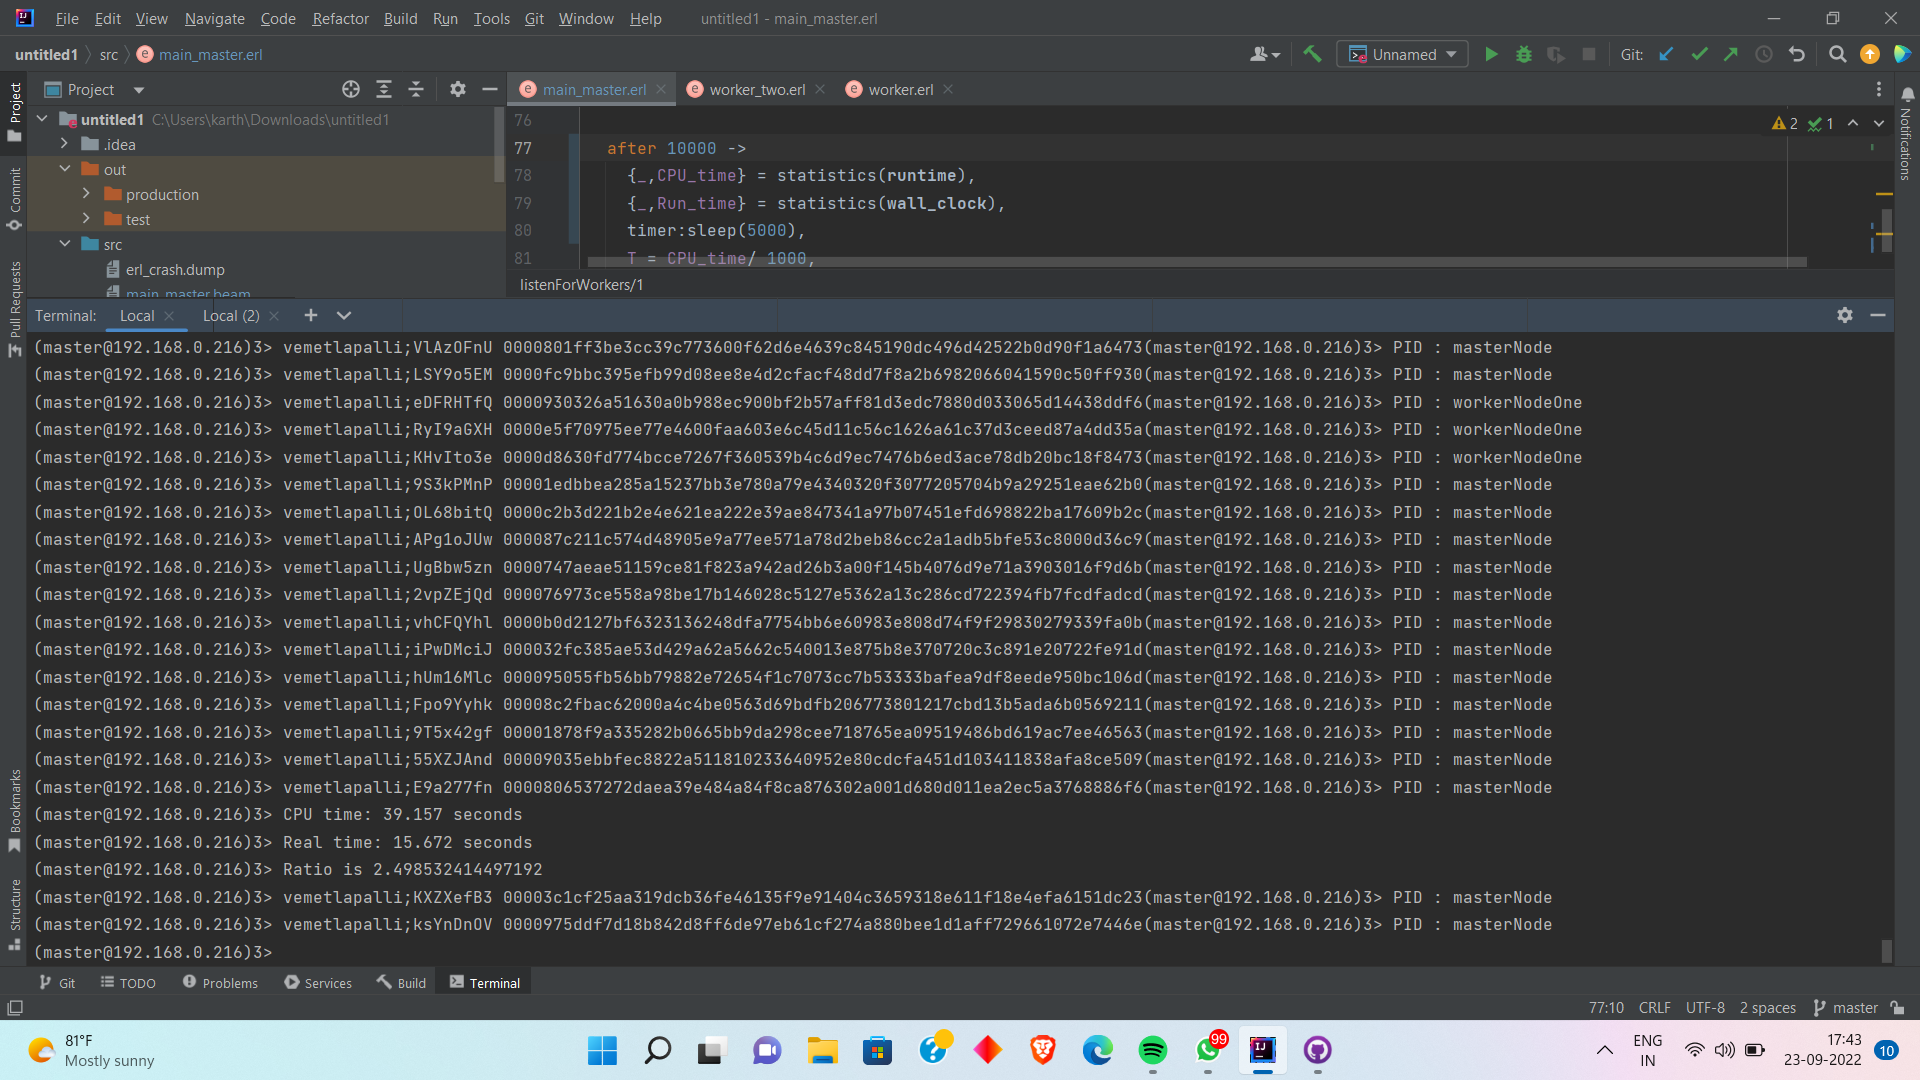 File Edit View Navigate Code Refactor Build Run Tools Git Window Help untitled1 - main_master.erl
untitled1 src main_master.erl Unnamed Git:
Project main_master.erl worker_two.erl worker.erl
untitled1 C:\Users\karth\Downloads\untitled1
.idea
out
production
test
src
erl_crash.dump
main_master.beam
76
77 after 10000 ->
78 {_,CPU_time} = statistics(runtime),
79 {_,Run_time} = statistics(wall_clock),
80 timer:sleep(5000),
81 T = CPU_time/ 1000,
2 1
listenForWorkers/1
Project
Commit
Pull Requests
Bookmarks
Structure
Notifications
Terminal: Local Local (2)
(master@192.168.0.216)3> vemetlapalli;VlAzOFnU 0000801ff3be3cc39c773600f62d6e4639c845190dc496d42522b0d90f1a6473(master@192.168.0.216)3> PID : masterNode
(master@192.168.0.216)3> vemetlapalli;LSY9o5EM 0000fc9bbc395efb99d08ee8e4d2cfacf48dd7f8a2b6982066041590c50ff930(master@192.168.0.216)3> PID : masterNode
(master@192.168.0.216)3> vemetlapalli;eDFRHTfQ 0000930326a51630a0b988ec900bf2b57aff81d3edc7880d033065d14438ddf6(master@192.168.0.216)3> PID : workerNodeOne
(master@192.168.0.216)3> vemetlapalli;RyI9aGXH 0000e5f70975ee77e4600faa603e6c45d11c56c1626a61c37d3ceed87a4dd35a(master@192.168.0.216)3> PID : workerNodeOne
(master@192.168.0.216)3> vemetlapalli;KHvIto3e 0000d8630fd774bcce7267f360539b4c6d9ec7476b6ed3ace78db20bc18f8473(master@192.168.0.216)3> PID : workerNodeOne
(master@192.168.0.216)3> vemetlapalli;9S3kPMnP 00001edbbea285a15237bb3e780a79e4340320f3077205704b9a29251eae62b0(master@192.168.0.216)3> PID : masterNode
(master@192.168.0.216)3> vemetlapalli;OL68bitQ 0000c2b3d221b2e4e621ea222e39ae847341a97b07451efd698822ba17609b2c(master@192.168.0.216)3> PID : masterNode
(master@192.168.0.216)3> vemetlapalli;APg1oJUw 000087c211c574d48905e9a77ee571a78d2beb86cc2a1adb5bfe53c8000d36c9(master@192.168.0.216)3> PID : masterNode
(master@192.168.0.216)3> vemetlapalli;UgBbw5zn 0000747aeae51159ce81f823a942ad26b3a00f145b4076d9e71a3903016f9d6b(master@192.168.0.216)3> PID : masterNode
(master@192.168.0.216)3> vemetlapalli;2vpZEjQd 000076973ce558a98be17b146028c5127e5362a13c286cd722394fb7fcdfadcd(master@192.168.0.216)3> PID : masterNode
(master@192.168.0.216)3> vemetlapalli;vhCFQYhl 0000b0d2127bf6323136248dfa7754bb6e60983e808d74f9f29830279339fa0b(master@192.168.0.216)3> PID : masterNode
(master@192.168.0.216)3> vemetlapalli;iPwDMciJ 000032fc385ae53d429a62a5662c540013e875b8e370720c3c891e20722fe91d(master@192.168.0.216)3> PID : masterNode
(master@192.168.0.216)3> vemetlapalli;hUm16Mlc 000095055fb56bb79882e72654f1c7073cc7b53333bafea9df8eede950bc106d(master@192.168.0.216)3> PID : masterNode
(master@192.168.0.216)3> vemetlapalli;Fpo9Yyhk 00008c2fbac62000a4c4be0563d69bdfb206773801217cbd13b5ada6b0569211(master@192.168.0.216)3> PID : masterNode
(master@192.168.0.216)3> vemetlapalli;9T5x42gf 00001878f9a335282b0665bb9da298cee718765ea09519486bd619ac7ee46563(master@192.168.0.216)3> PID : masterNode
(master@192.168.0.216)3> vemetlapalli;55XZJAnd 00009035ebbfec8822a511810233640952e80cdcfa451d103411838afa8ce509(master@192.168.0.216)3> PID : masterNode
(master@192.168.0.216)3> vemetlapalli;E9a277fn 0000806537272daea39e484a84f8ca876302a001d680d011ea2ec5a3768886f6(master@192.168.0.216)3> PID : masterNode
(master@192.168.0.216)3> CPU time: 39.157 seconds
(master@192.168.0.216)3> Real time: 15.672 seconds
(master@192.168.0.216)3> Ratio is 2.498532414497192
(master@192.168.0.216)3> vemetlapalli;KXZXefB3 00003c1cf25aa319dcb36fe46135f9e91404c3659318e611f18e4efa6151dc23(master@192.168.0.216)3> PID : masterNode
(master@192.168.0.216)3> vemetlapalli;ksYnDnOV 0000975ddf7d18b842d8ff6de97eb61cf274a880bee1d1aff729661072e7446e(master@192.168.0.216)3> PID : masterNode
(master@192.168.0.216)3>
Git TODO Problems Services Build Terminal
77:10 CRLF UTF-8 2 spaces master
81°F
Mostly sunny
99
ENG
IN
17:43
23-09-2022
10